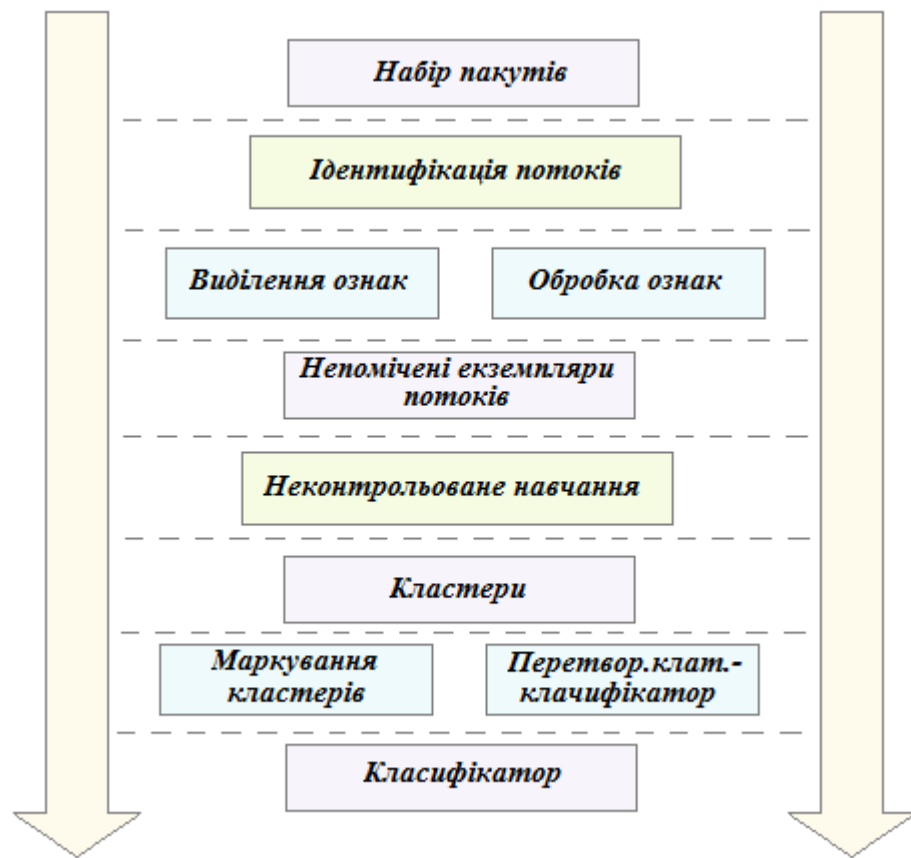 Набір пакутів
Ідентифікація потоків
Виділення ознак
Обробка ознак
Непомічені екземпляри
потоків
Неконтрольоване навчання
Кластери
Маркування
кластерів
Перетвор.клат.-
клачифікатор
Класифікатор